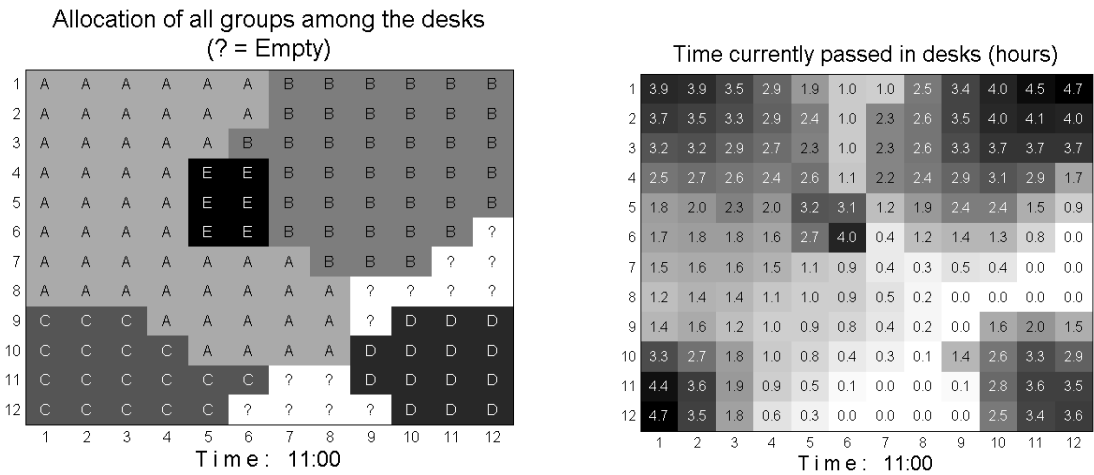 Allocation of all groups among the desks
(? = Empty)
1 A A A A A A B B B B B B
2 A A A A A A B B B B B B
3 A A A A A B B B B B B B
4 A A A A E E B B B B B B
5 A A A A E E B B B B B B
6 A A A A E E B B B B B ?
7 A A A A A A A B B B ? ?
8 A A A A A A A A ? ? ? ?
9 C C C A A A A A ? D D D
10 C C C C A A A A D D D D
11 C C C C C C ? ? D D D D
12 C C C C C ? ? ? ? D D D
1 2 3 4 5 6 7 8 9 10 11 12
Time: 11:00
Time currently passed in desks (hours)
1 3.9 3.9 3.5 2.9 1.9 1.0 1.0 2.5 3.4 4.0 4.5 4.7
2 3.7 3.5 3.3 2.9 2.4 1.0 2.3 2.6 3.5 4.0 4.1 4.0
3 3.2 3.2 2.9 2.7 2.3 1.0 2.3 2.6 3.3 3.7 3.7 3.7
4 2.5 2.7 2.6 2.4 2.6 1.1 2.2 2.4 2.9 3.1 2.9 1.7
5 1.8 2.0 2.3 2.0 3.2 3.1 1.2 1.9 2.4 2.4 1.5 0.9
6 1.7 1.8 1.8 1.6 2.7 4.0 0.4 1.2 1.4 1.3 0.8 0.0
7 1.5 1.6 1.6 1.5 1.1 0.9 0.4 0.3 0.5 0.4 0.0 0.0
8 1.2 1.4 1.4 1.1 1.0 0.9 0.5 0.2 0.0 0.0 0.0 0.0
9 1.4 1.6 1.2 1.0 0.9 0.8 0.4 0.2 0.0 1.6 2.0 1.5
10 3.3 2.7 1.8 1.0 0.8 0.4 0.3 0.1 1.4 2.6 3.3 2.9
11 4.4 3.6 1.9 0.9 0.5 0.1 0.0 0.0 0.1 2.8 3.6 3.5
12 4.7 3.5 1.8 0.6 0.3 0.0 0.0 0.0 0.0 2.5 3.4 3.6
1 2 3 4 5 6 7 8 9 10 11 12
Time: 11:00